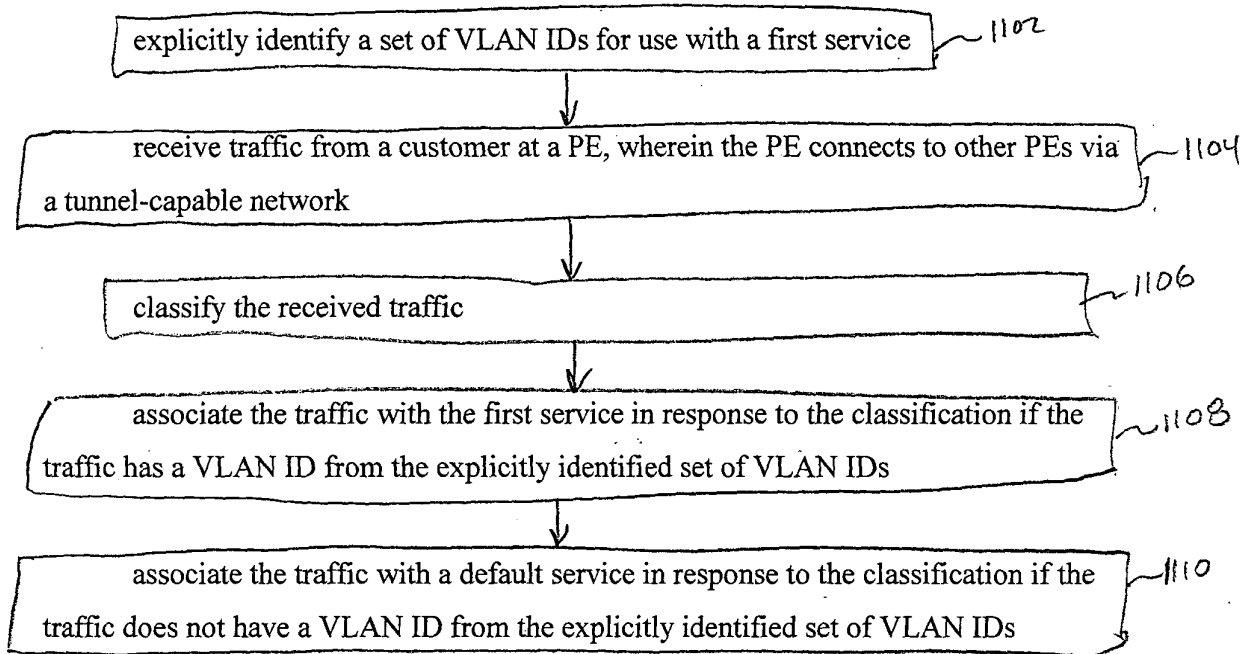 explicitly identify a set of VLAN IDs for use with a first service
1102
receive traffic from a customer at a PE, wherein the PE connects to other PEs via
1104
a tunnel-capable network
classify the received traffic
1106
associate the traffic with the first service in response to the classification if the
1108
traffic has a VLAN ID from the explicitly identified set of VLAN IDs
associate the traffic with a default service in response to the classification if the
1110
traffic does not have a VLAN ID from the explicitly identified set of VLAN IDs